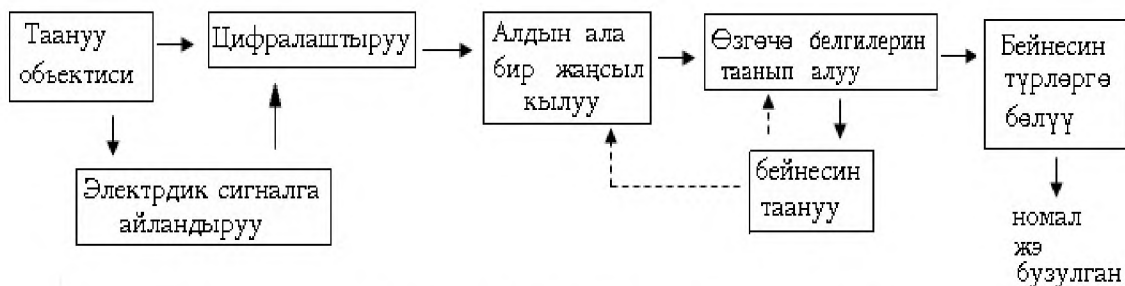 Таануу
обьектиси
Цифралаштыруу
Алдын ала
бир жаңсыл
кылуу
Өзгөчө белгилерин
таанып алуу
Бейнесин
түрлөргө
бөлүү
Электрдик сигналга
айландыруу
бейнесин
таануу
номал
жэ
бузулган